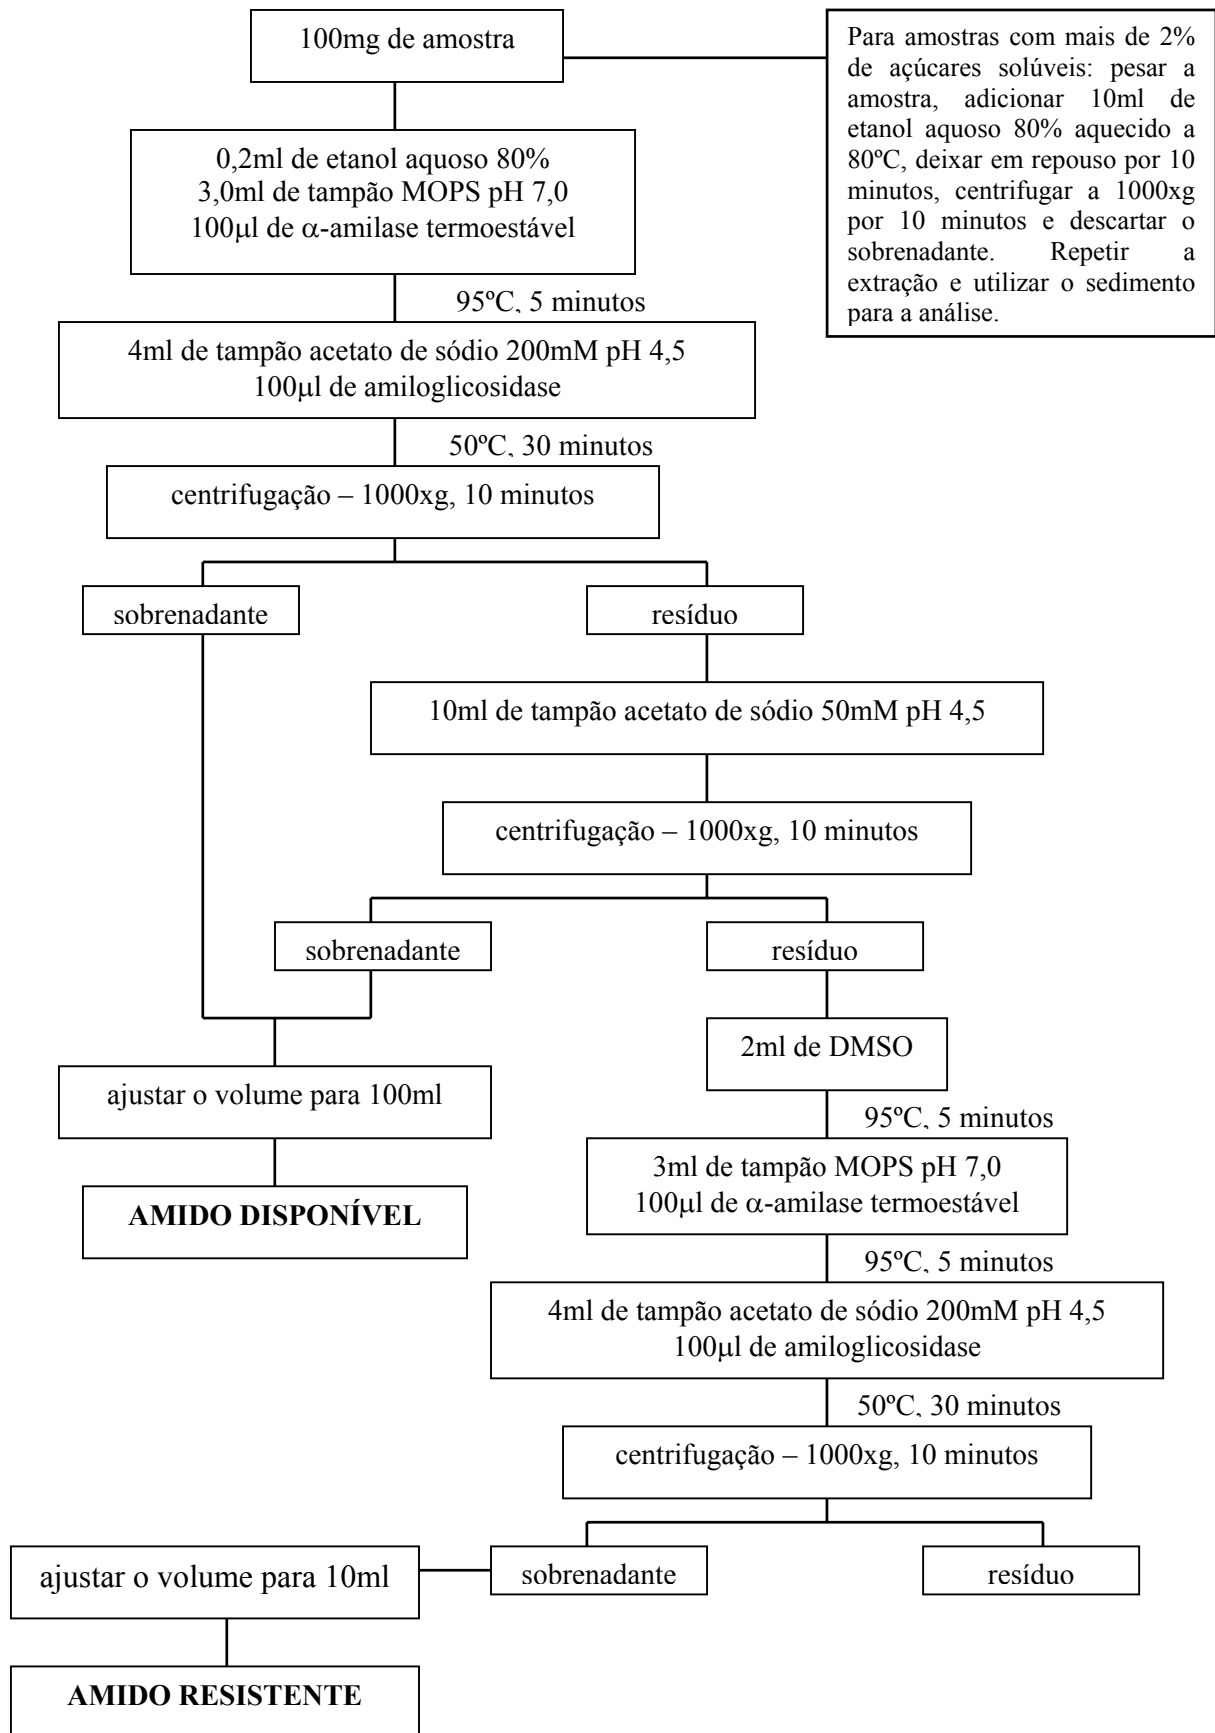 100mg de amostra
Para amostras com mais de 2%
de açúcares solúveis: pesar a
amostra, adicionar 10ml de
etanol aquoso 80% aquecido a
80ºC, deixar em repouso por 10
minutos, centrifugar a 1000xg
por 10 minutos e descartar o
sobrenadante. Repetir a
extração e utilizar o sedimento
para a análise.
0,2ml de etanol aquoso 80%
3,0ml de tampão MOPS pH 7,0
100μl de α-amilase termoestável
95ºC, 5 minutos
4ml de tampão acetato de sódio 200mM pH 4,5
100μl de amiloglicosidase
50ºC, 30 minutos
centrifugação – 1000xg, 10 minutos
sobrenadante
resíduo
10ml de tampão acetato de sódio 50mM pH 4,5
centrifugação – 1000xg, 10 minutos
sobrenadante
resíduo
2ml de DMSO
ajustar o volume para 100ml
95ºC, 5 minutos
3ml de tampão MOPS pH 7,0
100μl de α-amilase termoestável
AMIDO DISPONÍVEL
95ºC, 5 minutos
4ml de tampão acetato de sódio 200mM pH 4,5
100μl de amiloglicosidase
50ºC, 30 minutos
centrifugação – 1000xg, 10 minutos
ajustar o volume para 10ml
sobrenadante
resíduo
AMIDO RESISTENTE